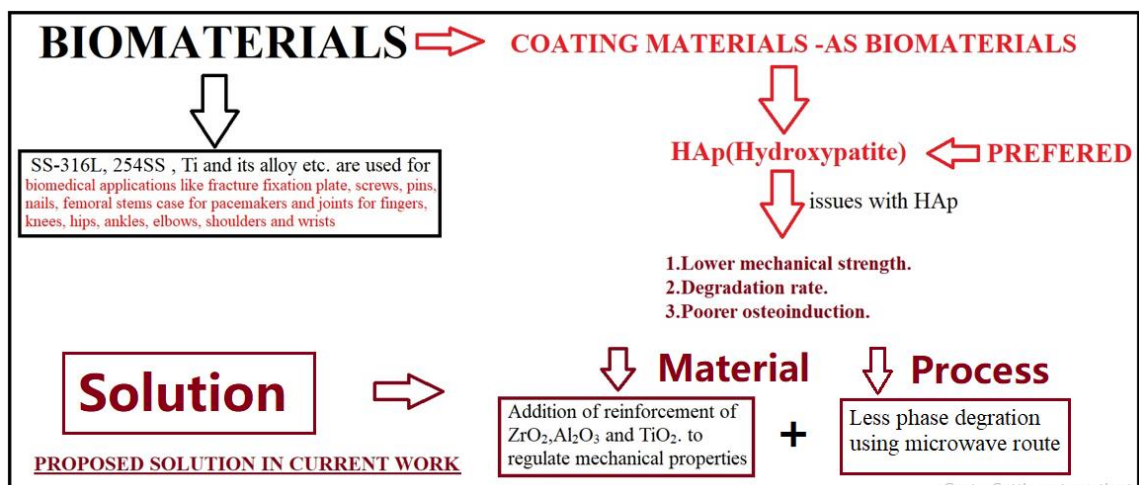 BIOMATERIALS
COATING MATERIALS -AS BIOMATERIALS
SS-316L, 254SS , Ti and its alloy etc. are used for
biomedical applications like fracture fixation plate, screws, pins,
nails, femoral stems case for pacemakers and joints for fingers,
knees, hips, ankles, elbows, shoulders and wrists
HAp(Hydroxypatite)
PREFERED
issues with HAp
1.Lower mechanical strength.
2.Degradation rate.
3.Poorer osteoinduction.
Solution
PROPOSED SOLUTION IN CURRENT WORK
Material
Addition of reinforcement of
ZrO₂,Al₂O₃ and TiO₂. to
regulate mechanical properties
+
Process
Less phase degration
using microwave route